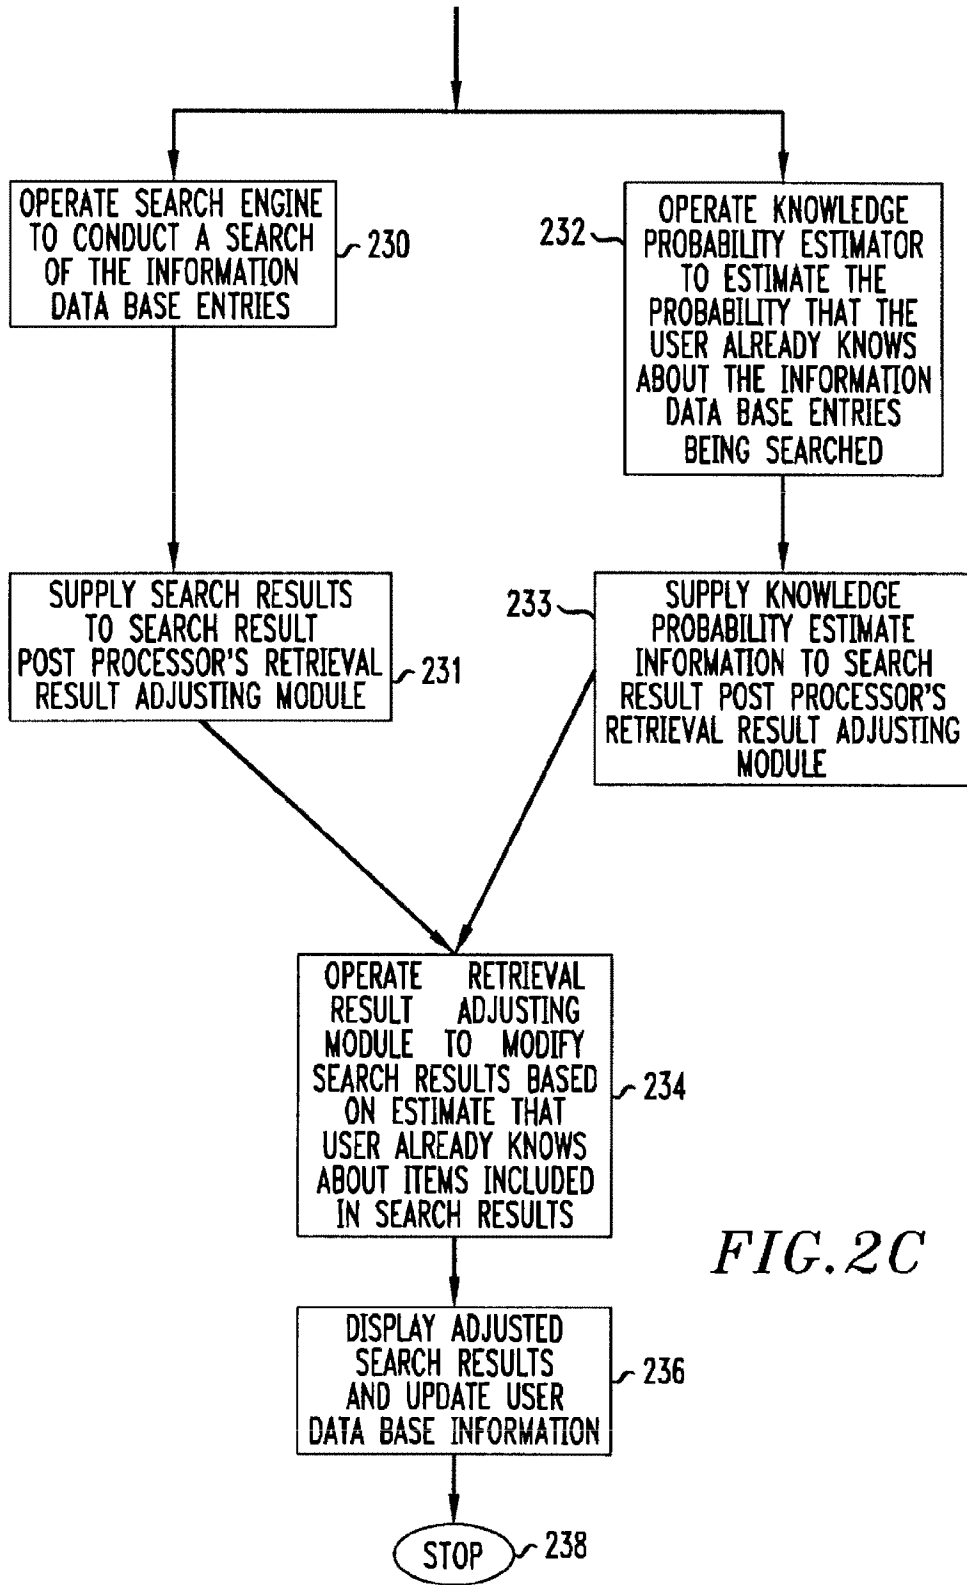 OPERATE SEARCH ENGINE
TO CONDUCT A SEARCH
OF THE INFORMATION
DATA BASE ENTRIES
230
232
OPERATE KNOWLEDGE
PROBABILITY ESTIMATOR
TO ESTIMATE THE
PROBABILITY THAT THE
USER ALREADY KNOWS
ABOUT THE INFORMATION
DATA BASE ENTRIES
BEING SEARCHED
SUPPLY SEARCH RESULTS
TO SEARCH RESULT
POST PROCESSOR'S RETRIEVAL
RESULT ADJUSTING MODULE
231
233
SUPPLY KNOWLEDGE
PROBABILITY ESTIMATE
INFORMATION TO SEARCH
RESULT POST PROCESSOR'S
RETRIEVAL RESULT ADJUSTING
MODULE
OPERATE RETRIEVAL
RESULT ADJUSTING
MODULE TO MODIFY
SEARCH RESULTS BASED
ON ESTIMATE THAT
USER ALREADY KNOWS
ABOUT ITEMS INCLUDED
IN SEARCH RESULTS
234
FIG.2C
DISPLAY ADJUSTED
SEARCH RESULTS
AND UPDATE USER
DATA BASE INFORMATION
236
STOP
238